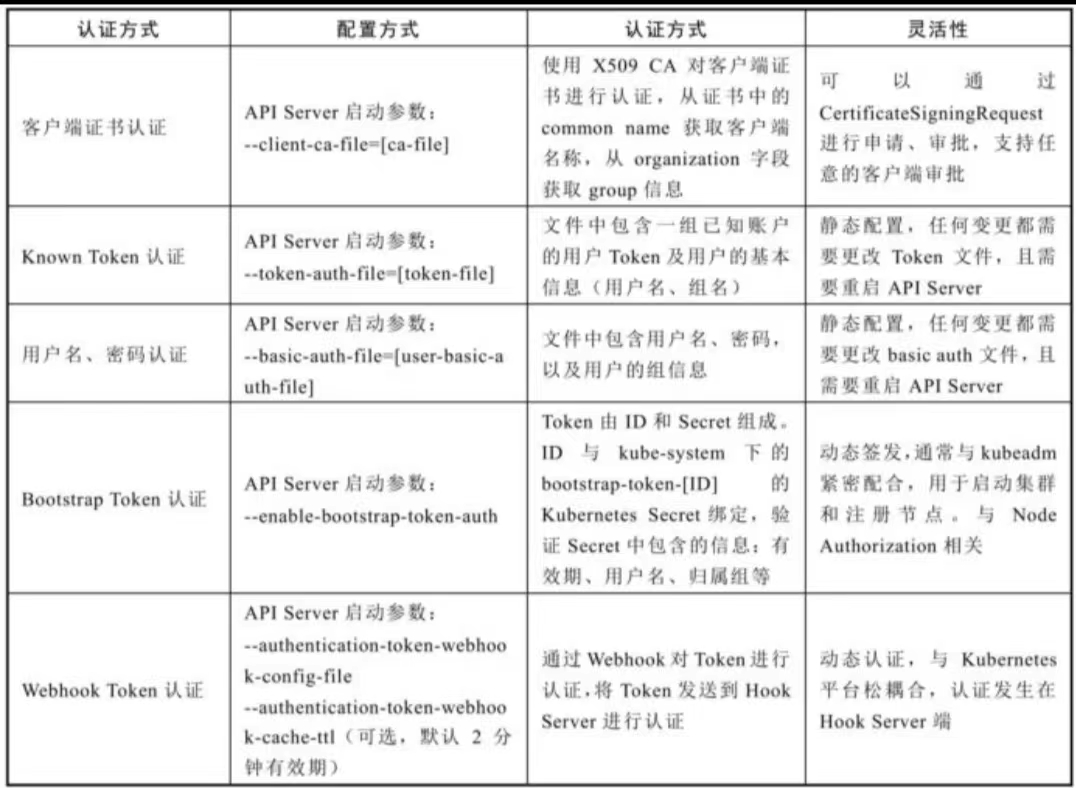 认证方式
配置方式
认证方式
灵活性
客户端证书认证
API Server 启动参数：
--client-ca-file=[ca-file]
使用 X509 CA 对客户端证
书进行认证，从证书中的
common name 获取客户端
名称，从 organization 字段
获取 group 信息
可以通过
CertificateSigningRequest
进行申请、审批，支持任
意的客户端审批
Known Token 认证
API Server 启动参数：
--token-auth-file=[token-file]
文件中包含一组已知账户
的用户 Token 及用户的基本
信息（用户名、组名）
静态配置，任何变更都需
要更改 Token 文件，且需
要重启 API Server
用户名、密码认证
API Server 启动参数：
--basic-auth-file=[user-basic-a
uth-file]
文件中包含用户名、密码，
以及用户的组信息
静态配置，任何变更都需
要更改 basic auth 文件，且
需要重启 API Server
Bootstrap Token 认证
API Server 启动参数：
--enable-bootstrap-token-auth
Token 由 ID 和 Secret 组成。
ID 与 kube-system 下的
bootstrap-token-[ID] 的
Kubernetes Secret 绑定，验
证 Secret 中包含的信息：有
效期、用户名、归属组等
动态签发，通常与 kubeadm
紧密配合，用于启动集群
和注册节点。与 Node
Authorization 相关
Webhook Token 认证
API Server 启动参数：
--authentication-token-webhoo
k-config-file
--authentication-token-webhoo
k-cache-ttl（可选，默认 2 分
钟有效期）
通过 Webhook 对 Token 进行
认证，将 Token 发送到 Hook
Server 进行认证
动态认证，与 Kubernetes
平台松耦合，认证发生在
Hook Server 端